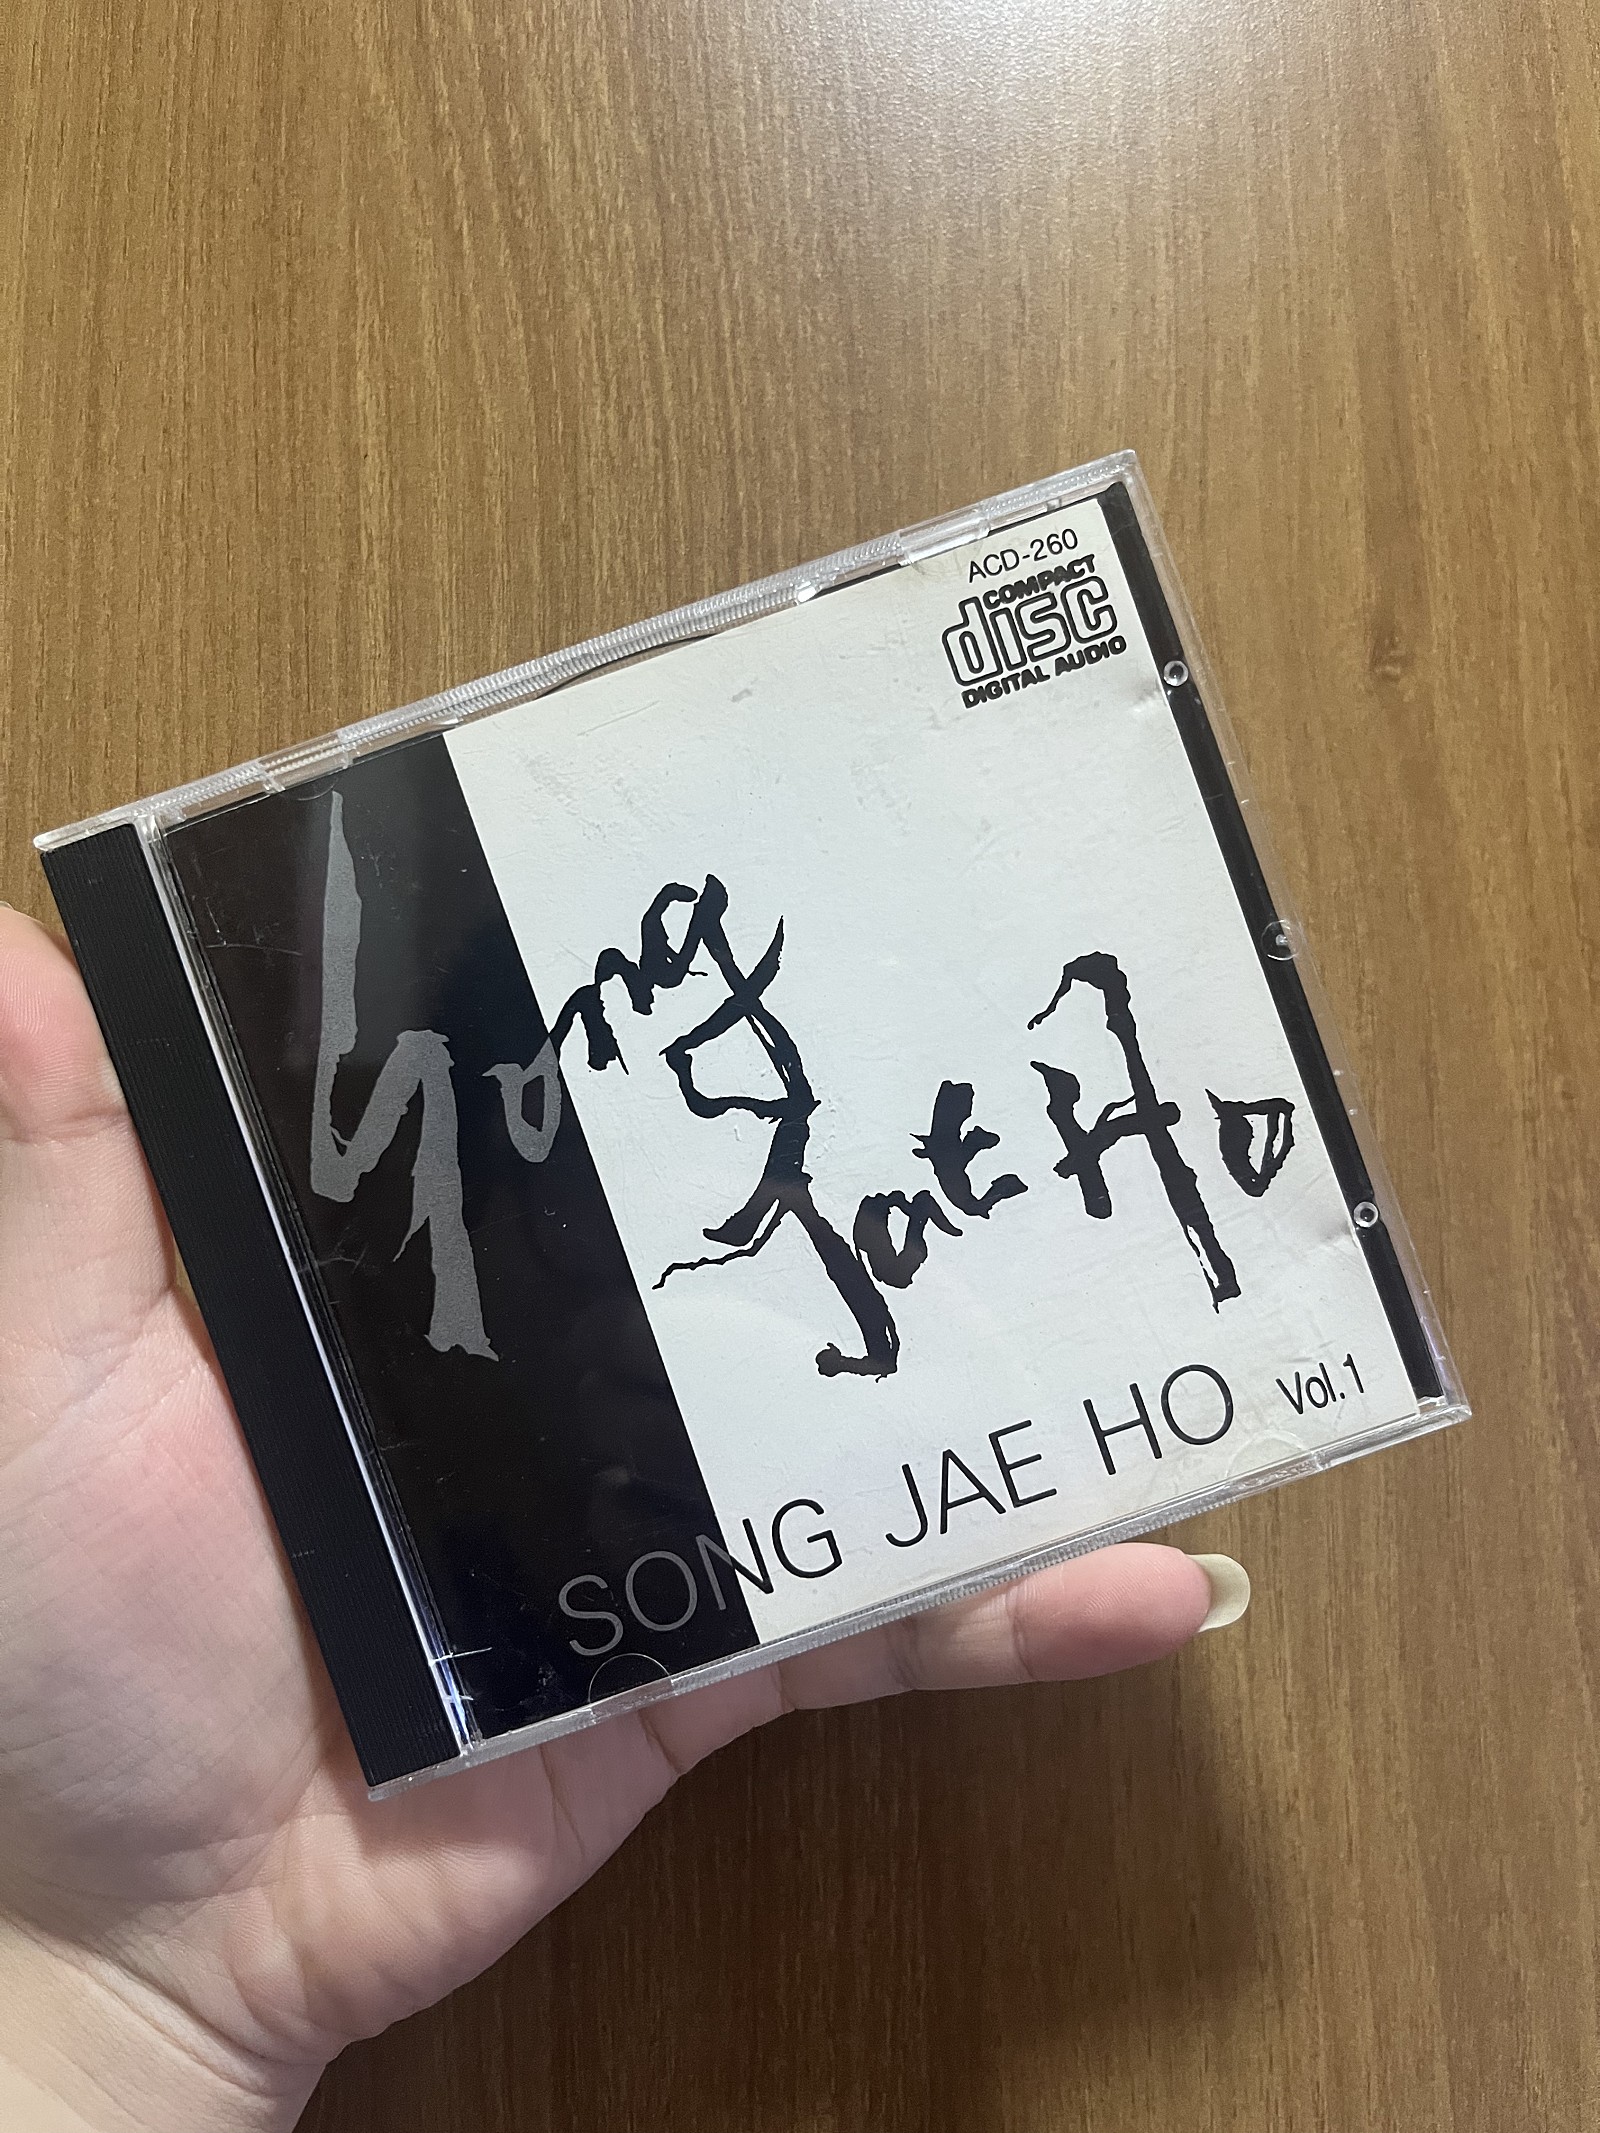 ACD-260
COMPACT
disc
DIGITAL AUDIO
Song
Jae Ho
SONG JAE HO Vol.1